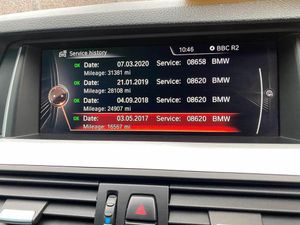 Service history 10:46 BBC R2
OK Date: 07.03.2020 Service: 08658 BMW
Mileage: 31381 mi
OK Date: 21.01.2019 Service: 08620 BMW
Mileage: 28108 mi
OK Date: 04.09.2018 Service: 08620 BMW
Mileage: 24907 mi
OK Date: 03.05.2017 Service: 08620 BMW
Mileage: 16567 mi